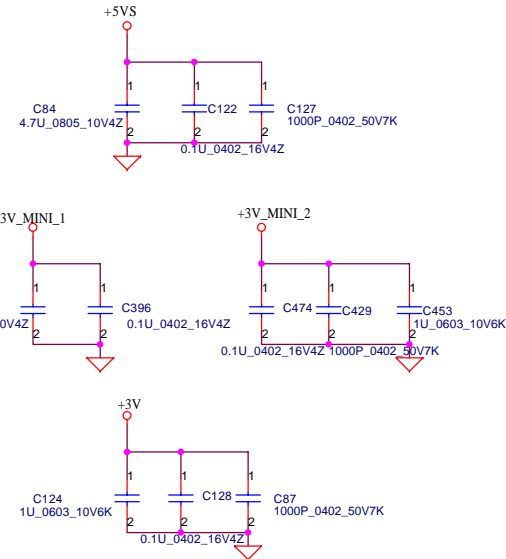 +5VS
1 1 1
C84 C122 C127
4.7U_0805_10V4Z 1000P_0402_50V7K
2 2 2
0.1U_0402_16V4Z
3V_MINI_1 +3V_MINI_2
1 1 1 1 1
C396 C474 C429 C453
0V4Z 0.1U_0402_16V4Z 1U_0603_10V6K
2 2 2 2 2
0.1U_0402_16V4Z 1000P_0402_50V7K
+3V
1 1 1
C124 C128 C87
1U_0603_10V6K 1000P_0402_50V7K
2 2 2
0.1U_0402_16V4Z